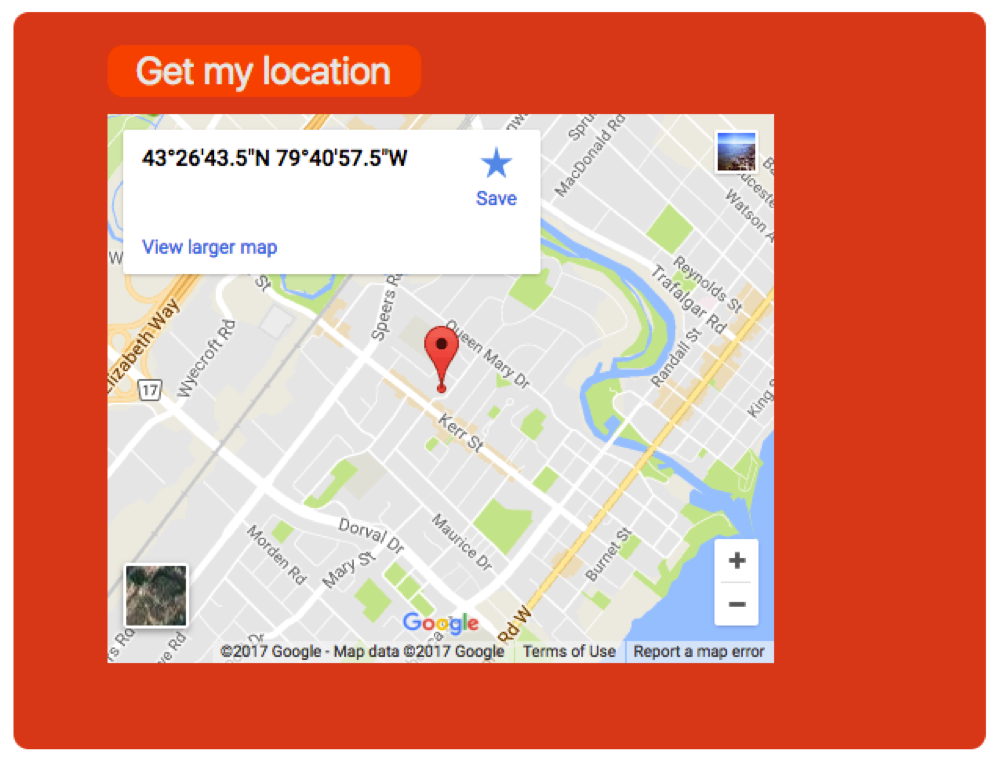 Get my location
43°26'43.5"N 79°40'57.5"W
Save
View larger map
MacDonald Rd
Watson A
Reynolds St
Trafalgar Rd
Randall St
King S
St
Speers R
Queen Mary Dr
Elizabeth Way
Wyecroft Rd
17
Kerr St
Dorval Dr
Maurice Dr
Morden Rd
Mary St
Burnet St
Rd W
+
−
Google
©2017 Google - Map data ©2017 Google
Terms of Use
Report a map error